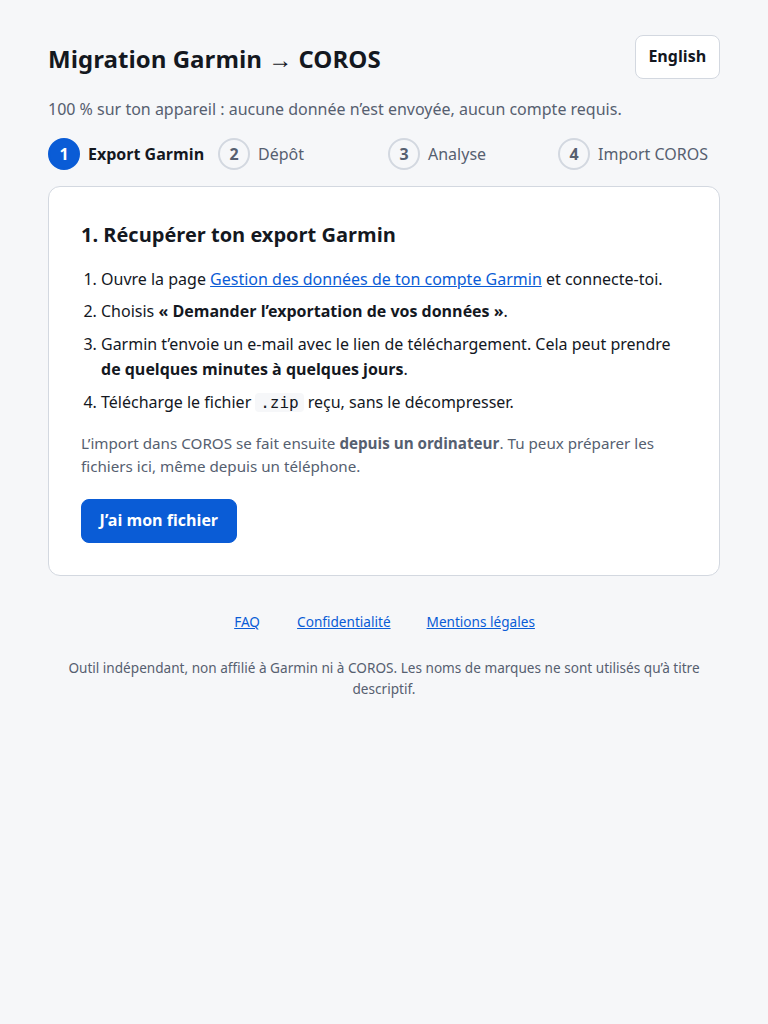 Migration Garmin → COROS
English
100 % sur ton appareil : aucune donnée n’est envoyée, aucun compte requis.
1 Export Garmin 2 Dépôt 3 Analyse 4 Import COROS
1. Récupérer ton export Garmin
1. Ouvre la page Gestion des données de ton compte Garmin et connecte-toi.
2. Choisis « Demander l’exportation de vos données ».
3. Garmin t’envoie un e-mail avec le lien de téléchargement. Cela peut prendre
de quelques minutes à quelques jours.
4. Télécharge le fichier .zip reçu, sans le décompresser.
L’import dans COROS se fait ensuite depuis un ordinateur. Tu peux préparer les
fichiers ici, même depuis un téléphone.
J’ai mon fichier
FAQ Confidentialité Mentions légales
Outil indépendant, non affilié à Garmin ni à COROS. Les noms de marques ne sont utilisés qu’à titre
descriptif.